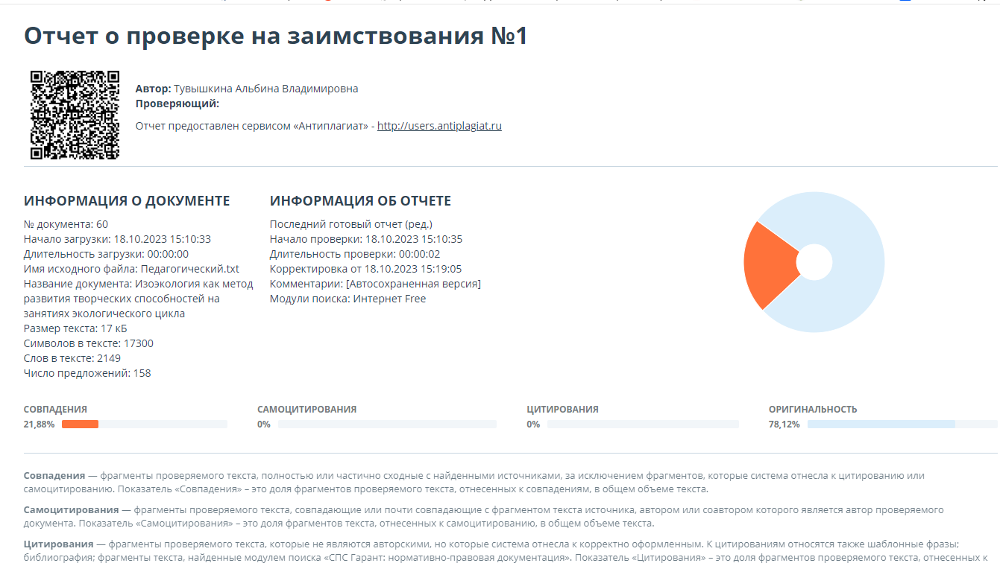 Отчет о проверке на заимствования №1
Автор: Тувышкина Альбина Владимировна
Проверяющий:
Отчет предоставлен сервисом «Антиплагиат» - http://users.antiplagiat.ru
ИНФОРМАЦИЯ О ДОКУМЕНТЕ
№ документа: 60
Начало загрузки: 18.10.2023 15:10:33
Длительность загрузки: 00:00:00
Имя исходного файла: Педагогический.txt
Название документа: Изоэкология как метод
развития творческих способностей на
занятиях экологического цикла
Размер текста: 17 кБ
Символов в тексте: 17300
Слов в тексте: 2149
Число предложений: 158
ИНФОРМАЦИЯ ОБ ОТЧЕТЕ
Последний готовый отчет (ред.)
Начало проверки: 18.10.2023 15:10:35
Длительность проверки: 00:00:02
Корректировка от 18.10.2023 15:19:05
Комментарии: [Автосохраненная версия]
Модули поиска: Интернет Free
СОВПАДЕНИЯ
21,88%
САМОЦИТИРОВАНИЯ
0%
ЦИТИРОВАНИЯ
0%
ОРИГИНАЛЬНОСТЬ
78,12%
Совпадения — фрагменты проверяемого текста, полностью или частично сходные с найденными источниками, за исключением фрагментов, которые система отнесла к цитированию или
самоцитированию. Показатель «Совпадения» – это доля фрагментов проверяемого текста, отнесенных к совпадениям, в общем объеме текста.
Самоцитирования — фрагменты проверяемого текста, совпадающие или почти совпадающие с фрагментом текста источника, автором или соавтором которого является автор проверяемого
документа. Показатель «Самоцитирования» – это доля фрагментов текста, отнесенных к самоцитированию, в общем объеме текста.
Цитирования — фрагменты проверяемого текста, которые не являются авторскими, но которые система отнесла к корректно оформленным. К цитированиям относятся также шаблонные фразы;
библиография; фрагменты текста, найденные модулем поиска «СПС Гарант: нормативно-правовая документация». Показатель «Цитирования» – это доля фрагментов проверяемого текста, отнесенных к